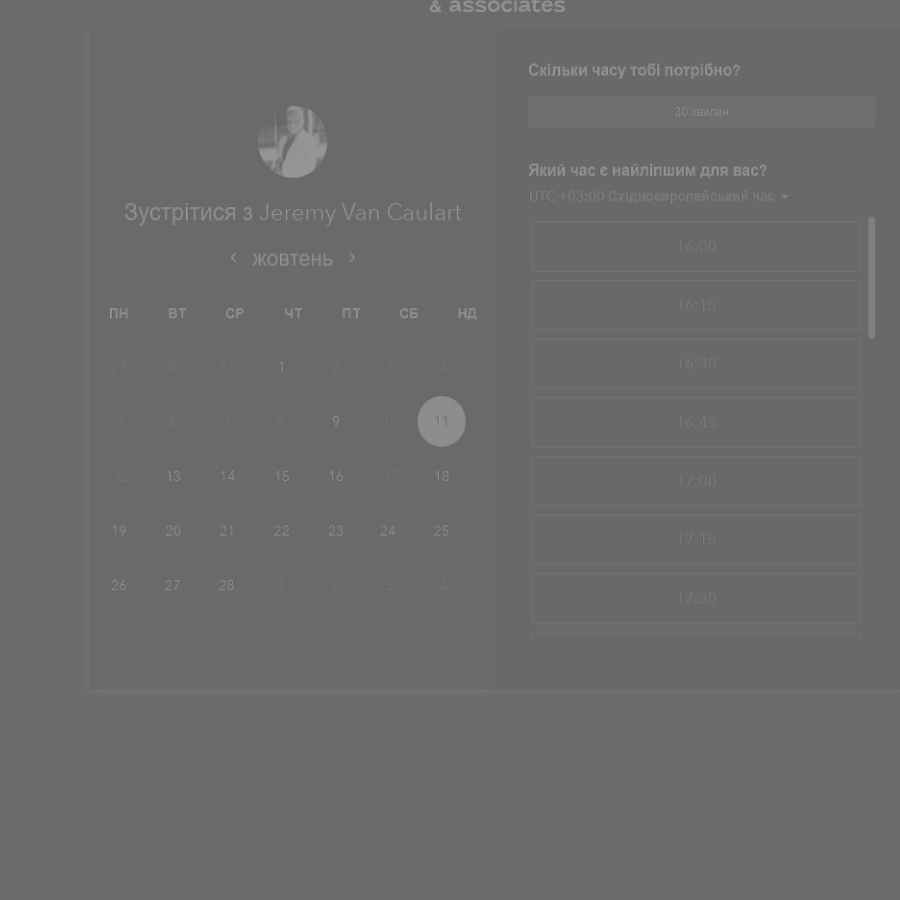 & associates
Зустрітися з Jeremy Van Caulart
жовтень
ПН ВТ СР ЧТ ПТ СБ НД
29 30 31 1 2 3 4
5 6 7 8 9 10 11
12 13 14 15 16 17 18
19 20 21 22 23 24 25
26 27 28 1 2 3 4
Скільки часу тобі потрібно?
30 хвилин
Який час є найліпшим для вас?
UTC +03:00 Східноєвропейський час
16:00
16:15
16:30
16:45
17:00
17:15
17:30